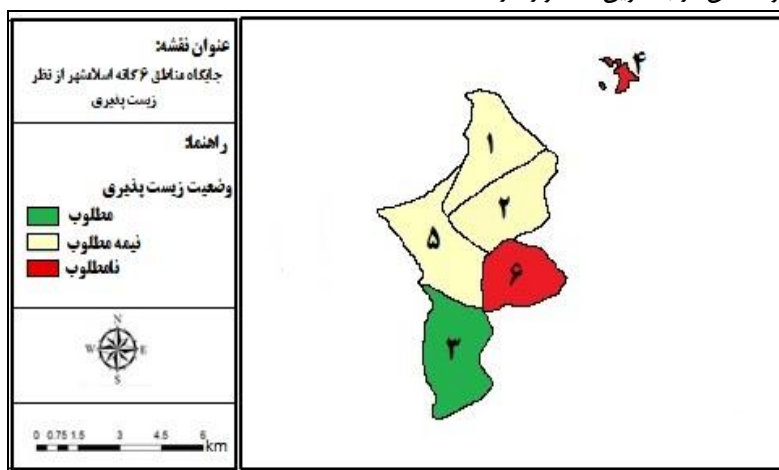 عنوان نقشه:
جایگاه مناطق ۶ گانه اسلامشهر از نظر
زیست پذیری
راهنما:
وضعیت زیست پذیری
مطلوب
نیمه مطلوب
نامطلوب
N
W E
S
0 0.75 1.5 3 4.5 6
km
۴
۱
۲
۵
۶
۳